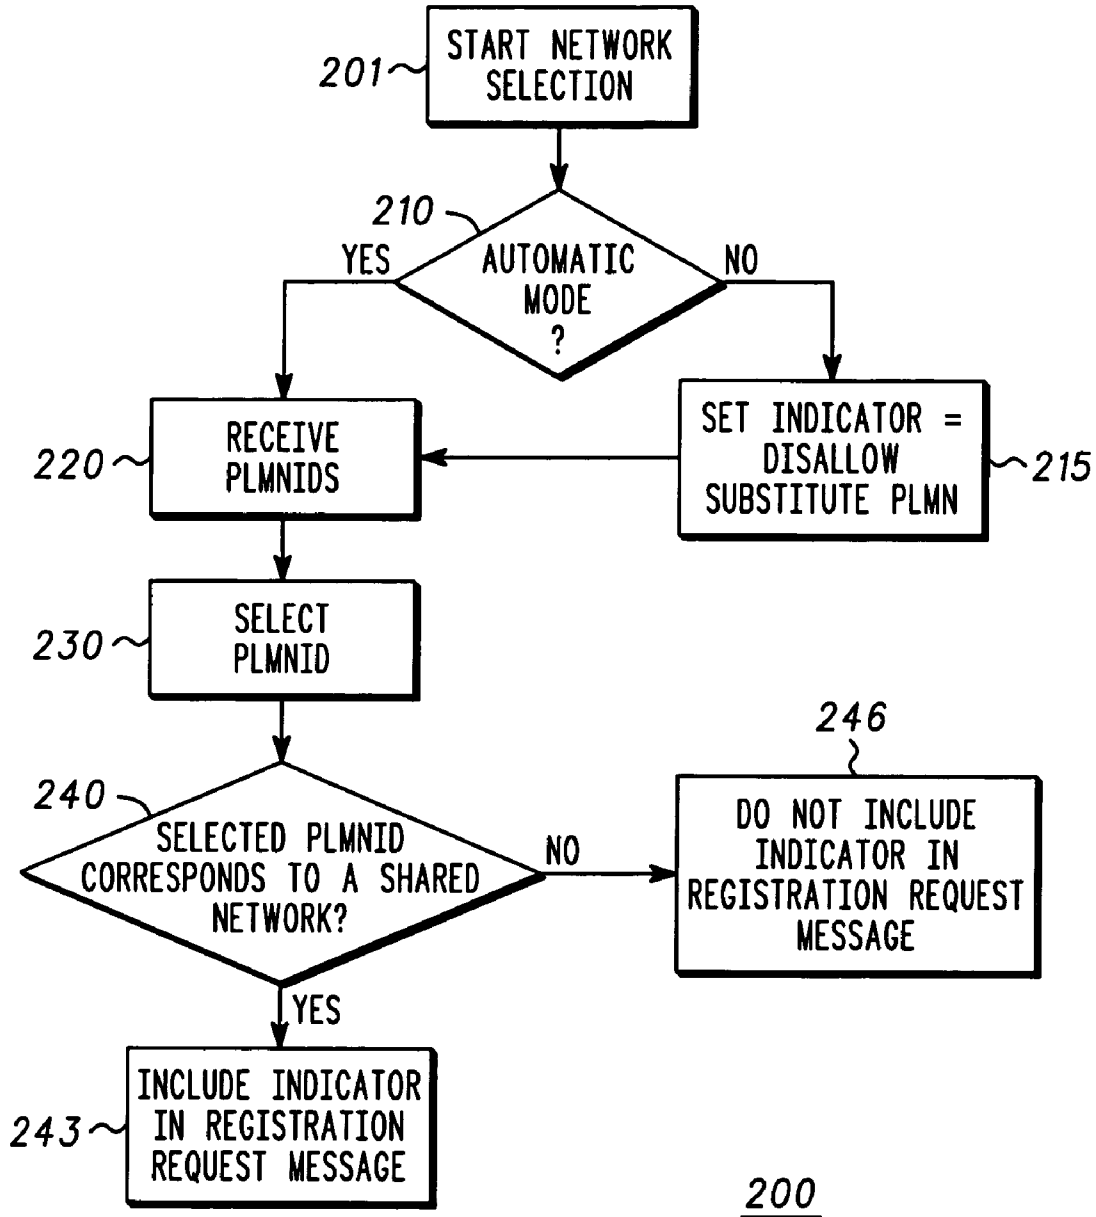 START NETWORK
SELECTION
201
210
YES
NO
AUTOMATIC
MODE
?
RECEIVE
PLMNIDS
220
SET INDICATOR =
DISALLOW
SUBSTITUTE PLMN
215
SELECT
PLMNID
230
240
SELECTED PLMNID
CORRESPONDS TO A SHARED
NETWORK?
NO
YES
246
DO NOT INCLUDE
INDICATOR IN
REGISTRATION REQUEST
MESSAGE
INCLUDE INDICATOR
IN REGISTRATION
REQUEST MESSAGE
243
200